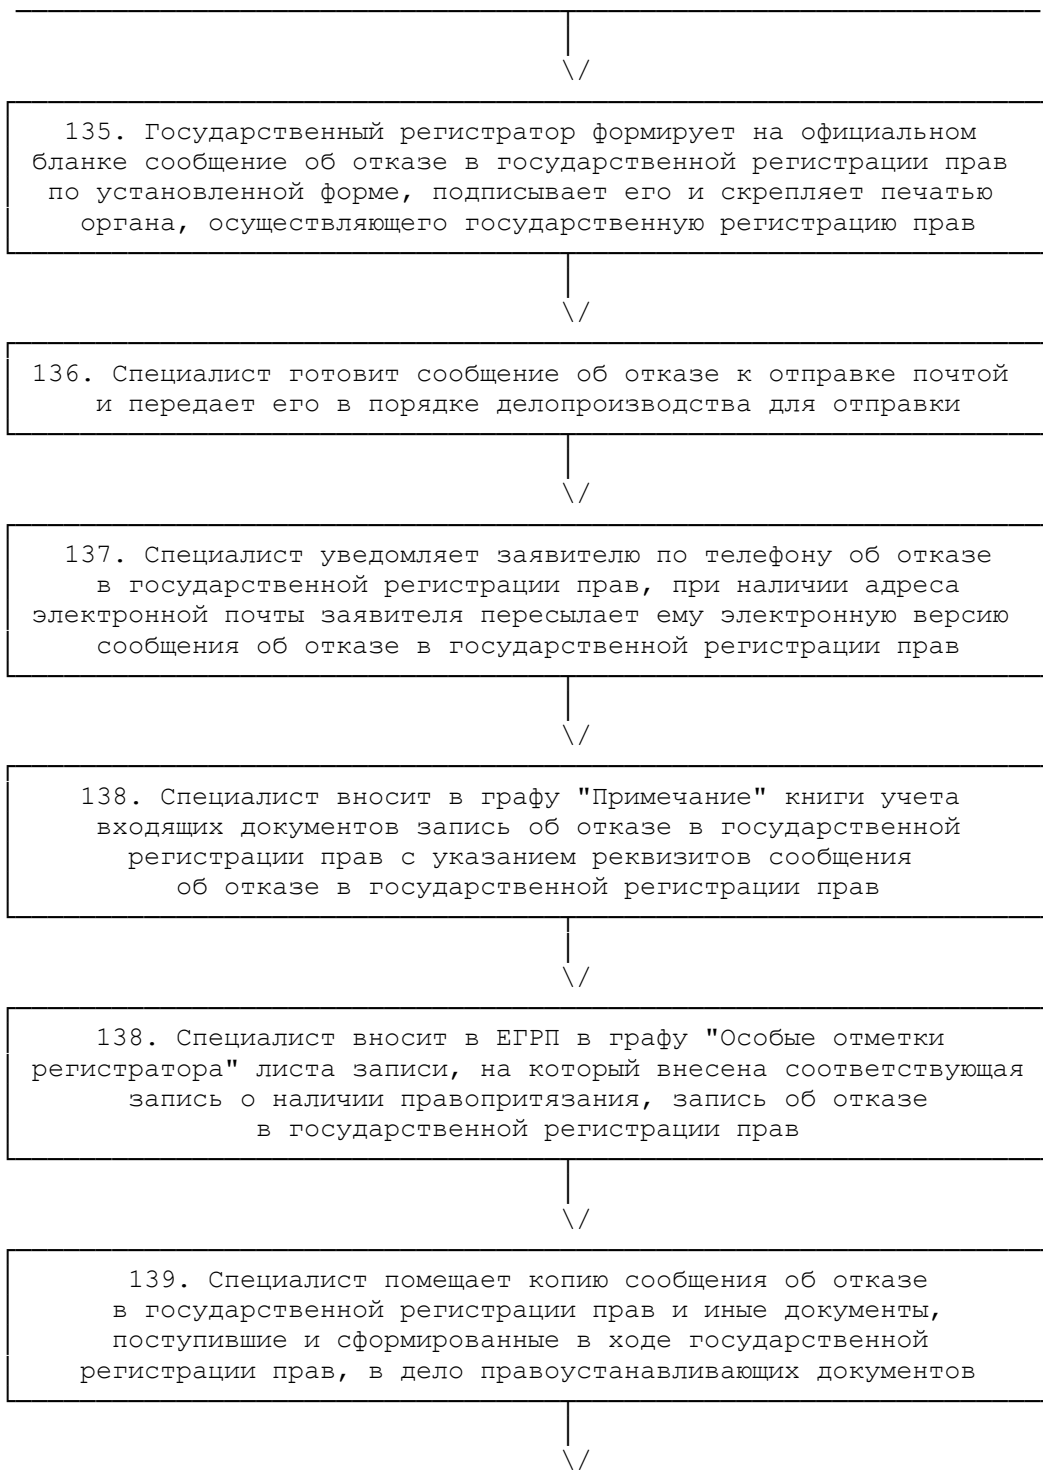 135. Государственный регистратор формирует на официальном
бланке сообщение об отказе в государственной регистрации прав
по установленной форме, подписывает его и скрепляет печатью
органа, осуществляющего государственную регистрацию прав
136. Специалист готовит сообщение об отказе к отправке почтой
и передает его в порядке делопроизводства для отправки
137. Специалист уведомляет заявителю по телефону об отказе
в государственной регистрации прав, при наличии адреса
электронной почты заявителя пересылает ему электронную версию
сообщения об отказе в государственной регистрации прав
138. Специалист вносит в графу "Примечание" книги учета
входящих документов запись об отказе в государственной
регистрации прав с указанием реквизитов сообщения
об отказе в государственной регистрации прав
138. Специалист вносит в ЕГРП в графу "Особые отметки
регистратора" листа записи, на который внесена соответствующая
запись о наличии правопритязания, запись об отказе
в государственной регистрации прав
139. Специалист помещает копию сообщения об отказе
в государственной регистрации прав и иные документы,
поступившие и сформированные в ходе государственной
регистрации прав, в дело правоустанавливающих документов